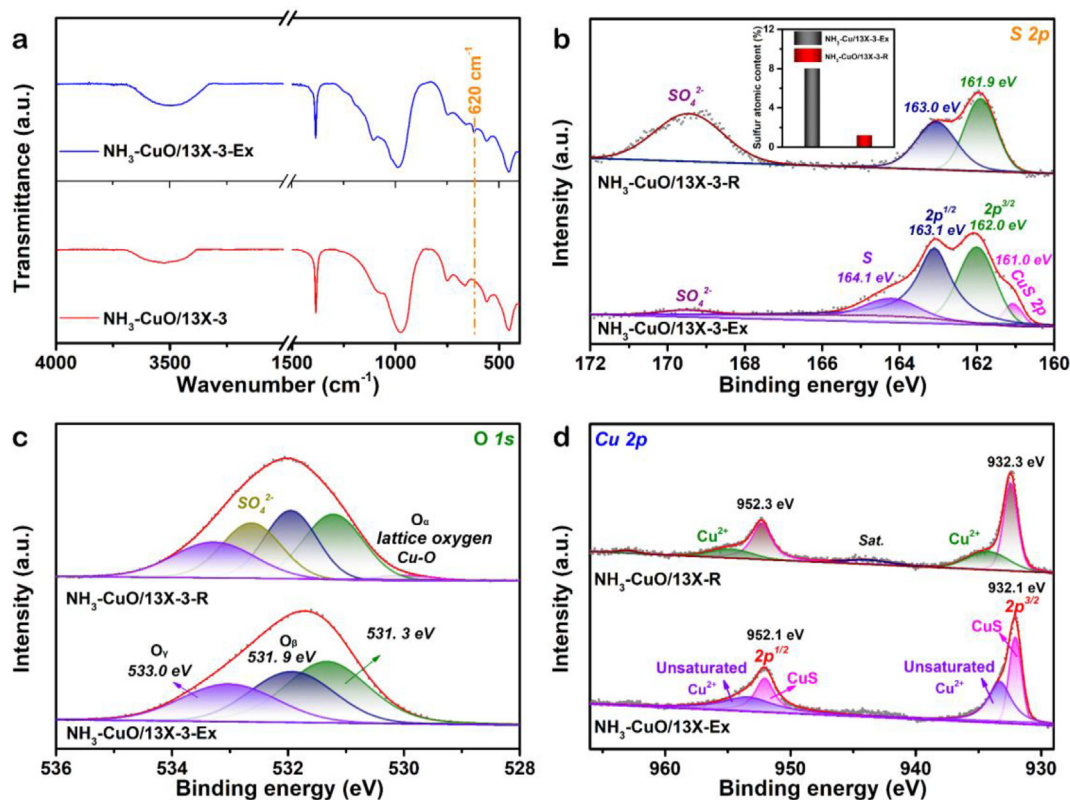 a
620 cm⁻¹
NH₃-CuO/13X-3-Ex
NH₃-CuO/13X-3
Transmittance (a.u.)
4000 3500 1500 1000 500
Wavenumber (cm⁻¹)
b
S 2p
Sulfur atomic content (%)
12
8
4
0
NH₃-Cu/13X-3-Ex
NH₃-CuO/13X-3-R
161.9 eV
163.0 eV
SO₄²⁻
NH₃-CuO/13X-3-R
2p¹/²
163.1 eV
2p³/²
162.0 eV
S
164.1 eV
161.0 eV
CuS 2p
SO₄²⁻
NH₃-CuO/13X-3-Ex
Intensity (a.u.)
172 170 168 166 164 162 160
Binding energy (eV)
c
O 1s
SO₄²⁻
Oα
lattice oxygen
Cu-O
NH₃-CuO/13X-3-R
Oγ
533.0 eV
Oβ
531. 9 eV
531. 3 eV
NH₃-CuO/13X-3-Ex
Intensity (a.u.)
536 534 532 530 528
Binding energy (eV)
d
Cu 2p
932.3 eV
952.3 eV
Cu²⁺
Sat.
Cu²⁺
NH₃-CuO/13X-R
932.1 eV
2p³/²
CuS
952.1 eV
2p¹/²
Unsaturated
Cu²⁺
CuS
Unsaturated
Cu²⁺
NH₃-CuO/13X-Ex
Intensity (a.u.)
960 950 940 930
Binding energy (eV)